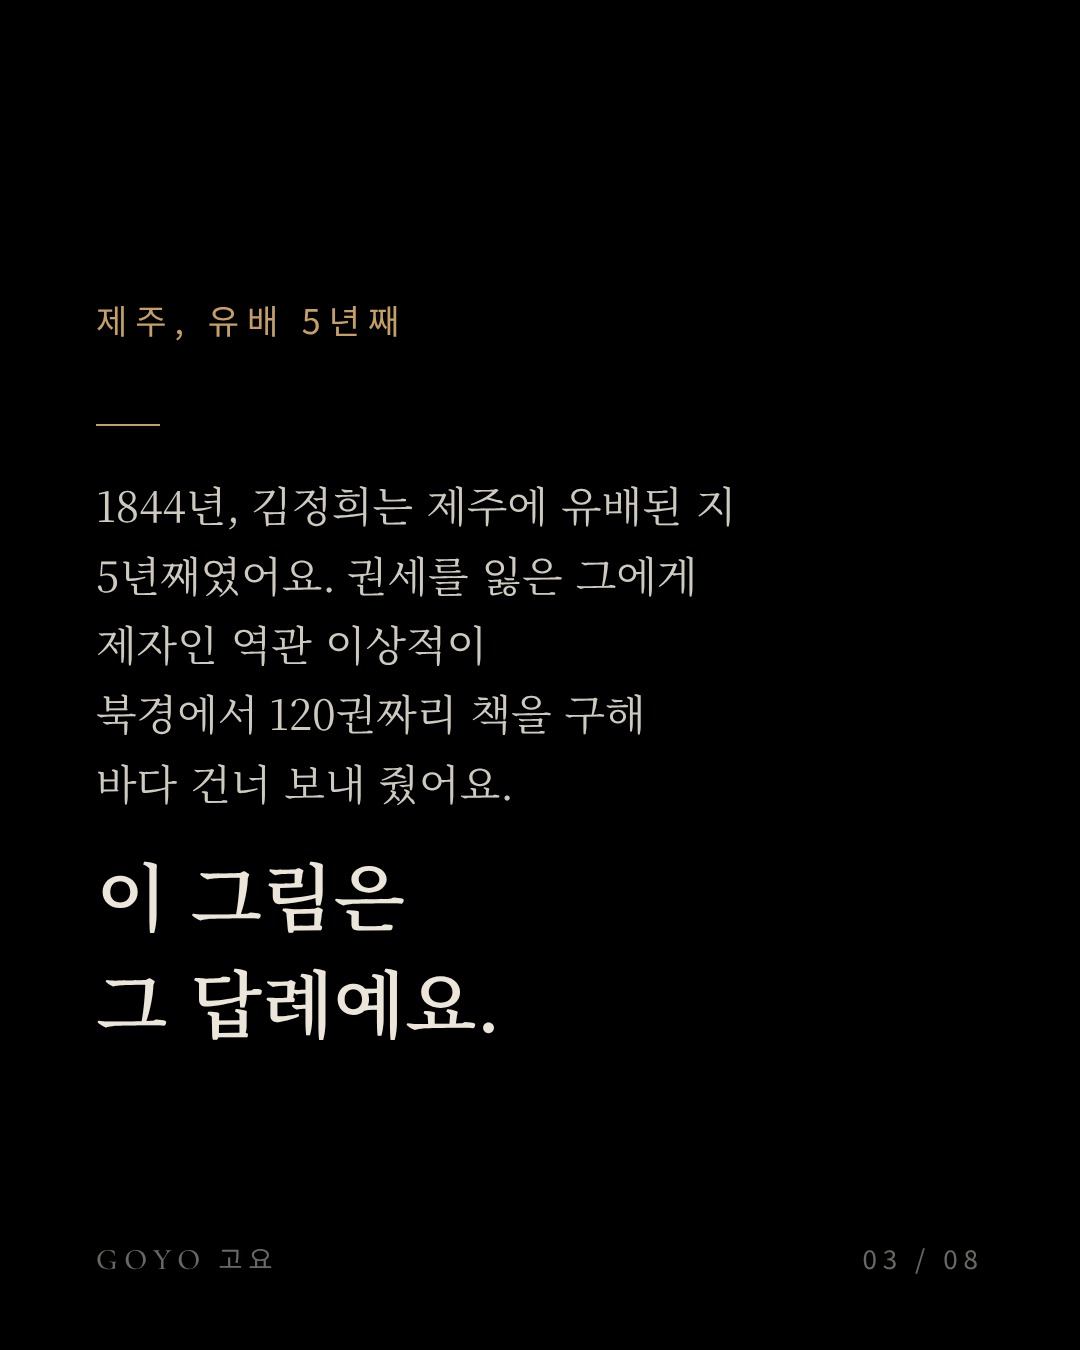 제주, 유배 5년째
1844년, 김정희는 제주에 유배된 지
5년째였어요. 권세를 잃은 그에게
제자인 역관 이상적이
북경에서 120권짜리 책을 구해
바다 건너 보내 줬어요.
이 그림은
그 답례예요.
GOYO 고요
03 / 08